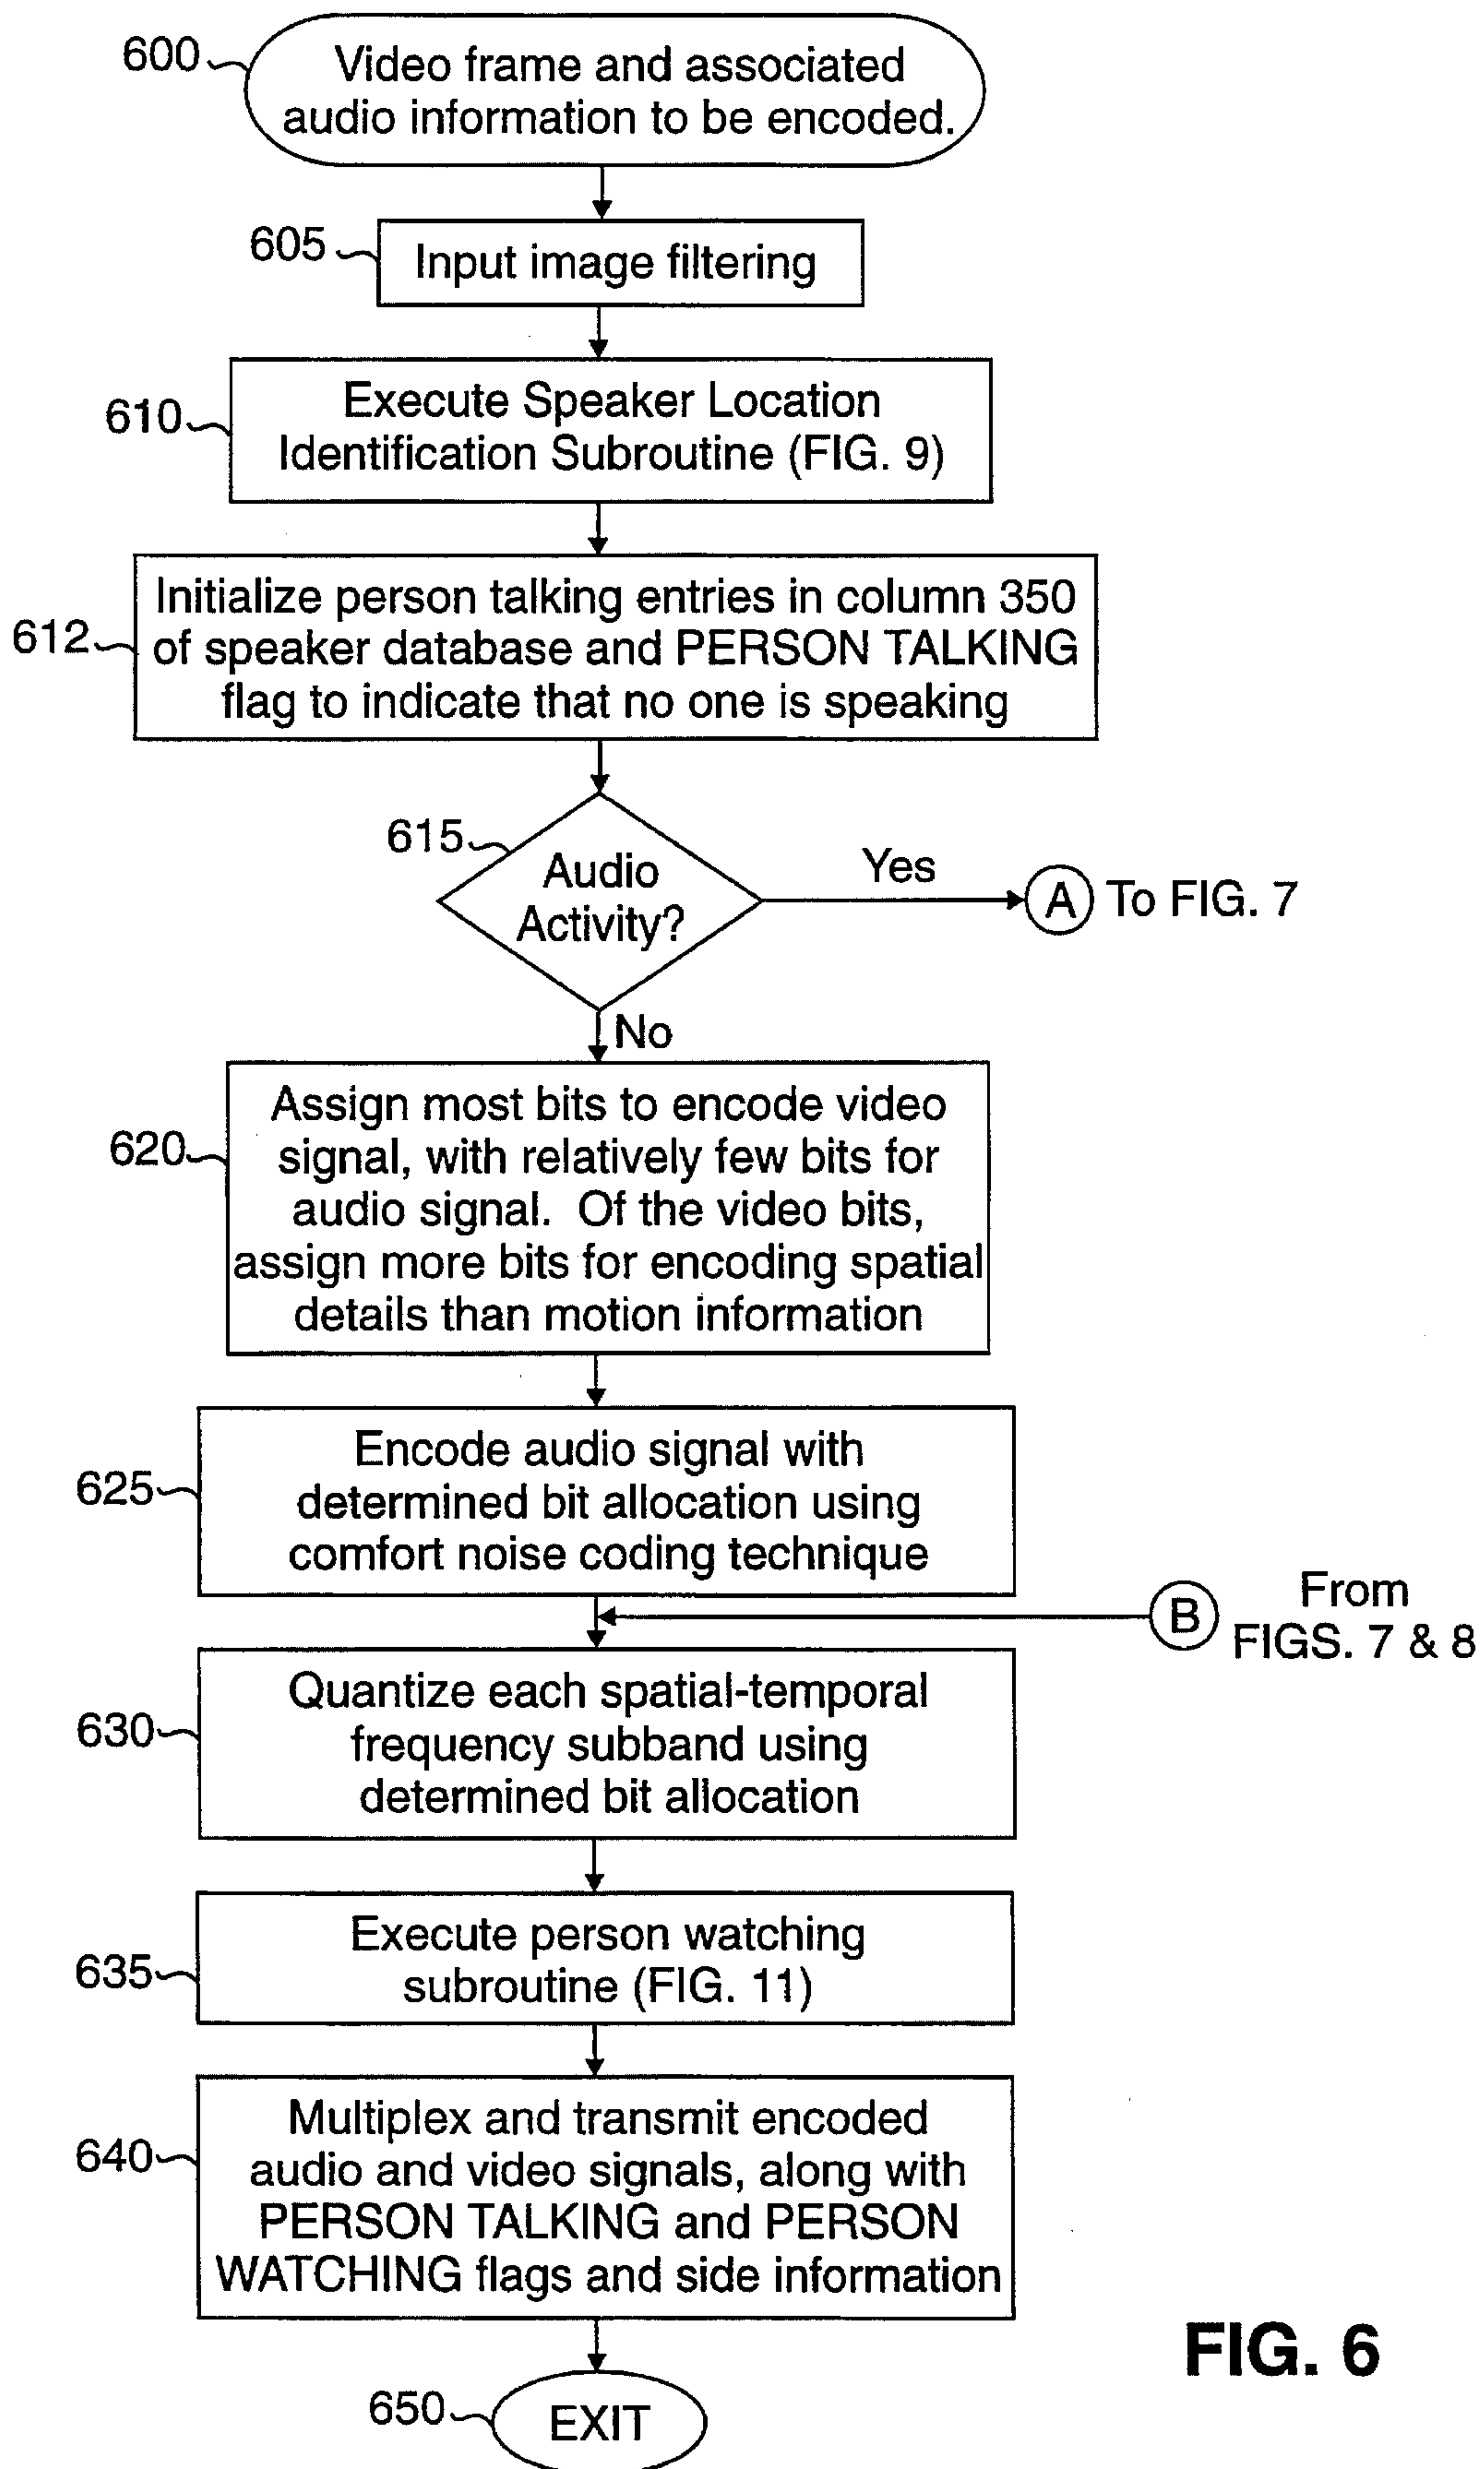 600
Video frame and associated
audio information to be encoded.
605
Input image filtering
610
Execute Speaker Location
Identification Subroutine (FIG. 9)
612
Initialize person talking entries in column 350
of speaker database and PERSON TALKING
flag to indicate that no one is speaking
615
Audio
Activity?
Yes
A To FIG. 7
No
620
Assign most bits to encode video
signal, with relatively few bits for
audio signal. Of the video bits,
assign more bits for encoding spatial
details than motion information
625
Encode audio signal with
determined bit allocation using
comfort noise coding technique
B
From
FIGS. 7 & 8
630
Quantize each spatial-temporal
frequency subband using
determined bit allocation
635
Execute person watching
subroutine (FIG. 11)
640
Multiplex and transmit encoded
audio and video signals, along with
PERSON TALKING and PERSON
WATCHING flags and side information
650
EXIT
FIG. 6